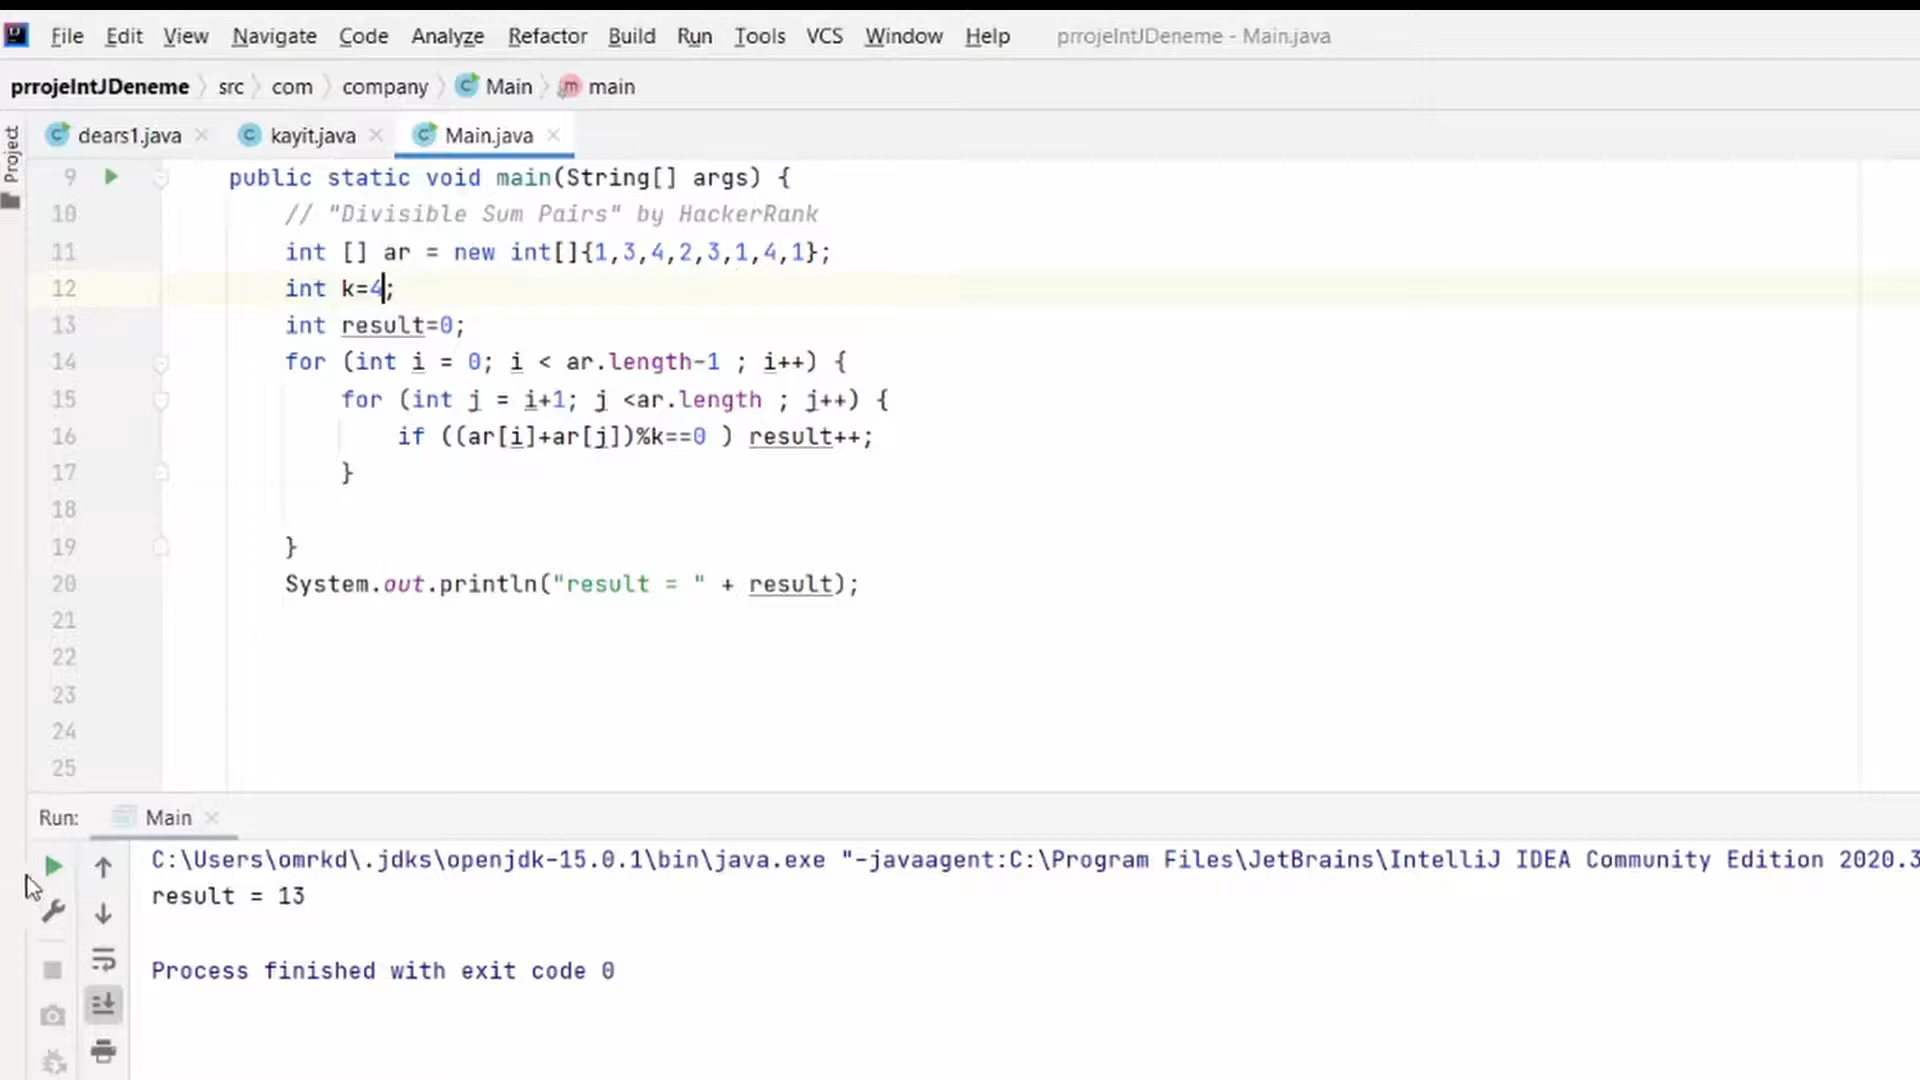 File Edit View Navigate Code Analyze Refactor Build Run Tools VCS Window Help prrojeIntJDeneme - Main.java
prrojeIntJDeneme src com company Main main
dears1.java kayit.java Main.java
Project
9 public static void main(String[] args) {
10 // "Divisible Sum Pairs" by HackerRank
11 int [] ar = new int[]{1,3,4,2,3,1,4,1};
12 int k=4;
13 int result=0;
14 for (int i = 0; i < ar.length-1 ; i++) {
15 for (int j = i+1; j <ar.length ; j++) {
16 if ((ar[i]+ar[j])%k==0 ) result++;
17 }
18
19 }
20 System.out.println("result = " + result);
21
22
23
24
25
Run: Main
C:\Users\omrkd\.jdks\openjdk-15.0.1\bin\java.exe "-javaagent:C:\Program Files\JetBrains\IntelliJ IDEA Community Edition 2020.3
result = 13
Process finished with exit code 0